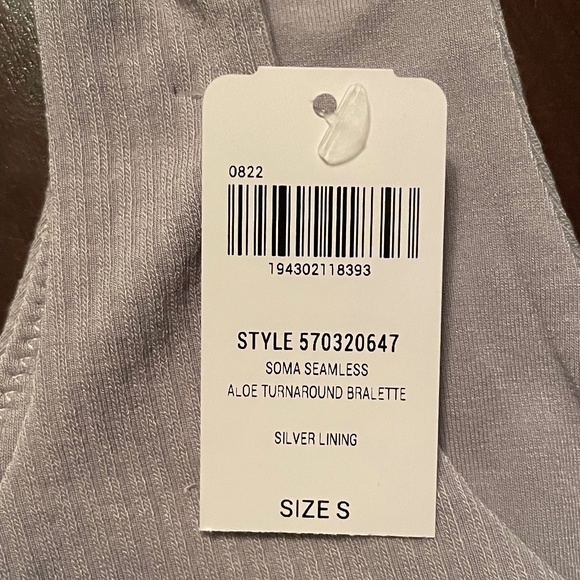 0822
194302118393
STYLE 570320647
SOMA SEAMLESS
ALOE TURNAROUND BRALETTE
SILVER LINING
SIZE S